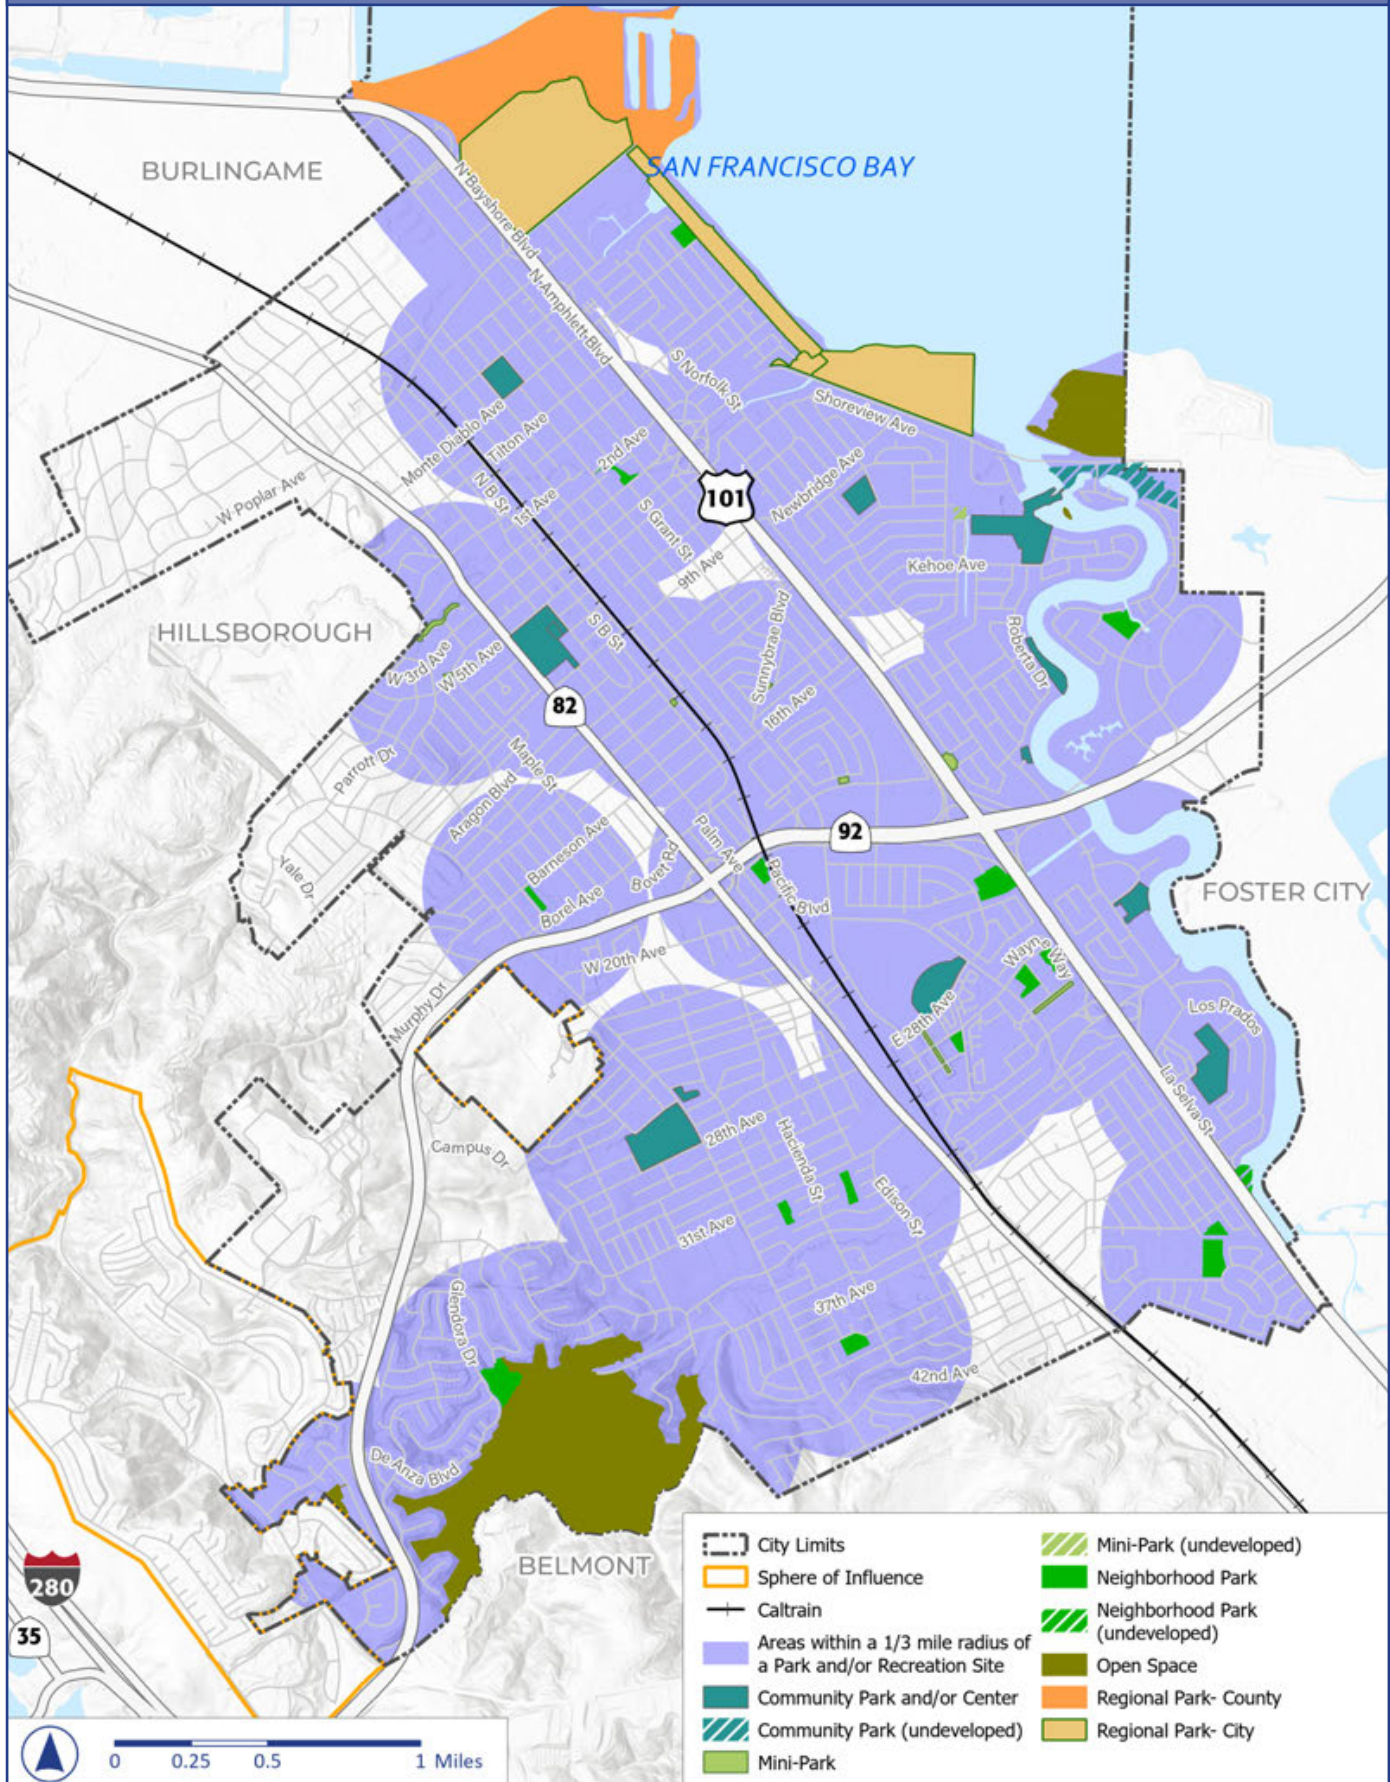 BURLINGAME
SAN FRANCISCO BAY
N Bayshore Blvd
N Amphlett Blvd
S Norfolk St
Shoreview Ave
Monte Diablo Ave
Tilton Ave
2nd Ave
N B St
1st Ave
101
Newbridge Ave
W Poplar Ave
S Grant St
9th Ave
Kehoe Ave
HILLSBOROUGH
W 3rd Ave
W 5th Ave
S B St
Sunnybrae Blvd
Roberta Dr
82
16th Ave
Parrott Dr
Maple St
Aragon Blvd
Barneson Ave
Palm Ave
92
Yale Dr
Bovet Rd
Borel Ave
Pacific Blvd
FOSTER CITY
W 20th Ave
Wayne Way
Murphy Dr
E 28th Ave
Los Prados
La Selva St
Campus Dr
28th Ave
Hacienda St
Edison St
31st Ave
Glendora Dr
37th Ave
42nd Ave
De Anza Blvd
BELMONT
280
35
City Limits
Sphere of Influence
Caltrain
Areas within a 1/3 mile radius of
a Park and/or Recreation Site
Community Park and/or Center
Community Park (undeveloped)
Mini-Park
Mini-Park (undeveloped)
Neighborhood Park
Neighborhood Park
(undeveloped)
Open Space
Regional Park- County
Regional Park- City
0 0.25 0.5 1 Miles